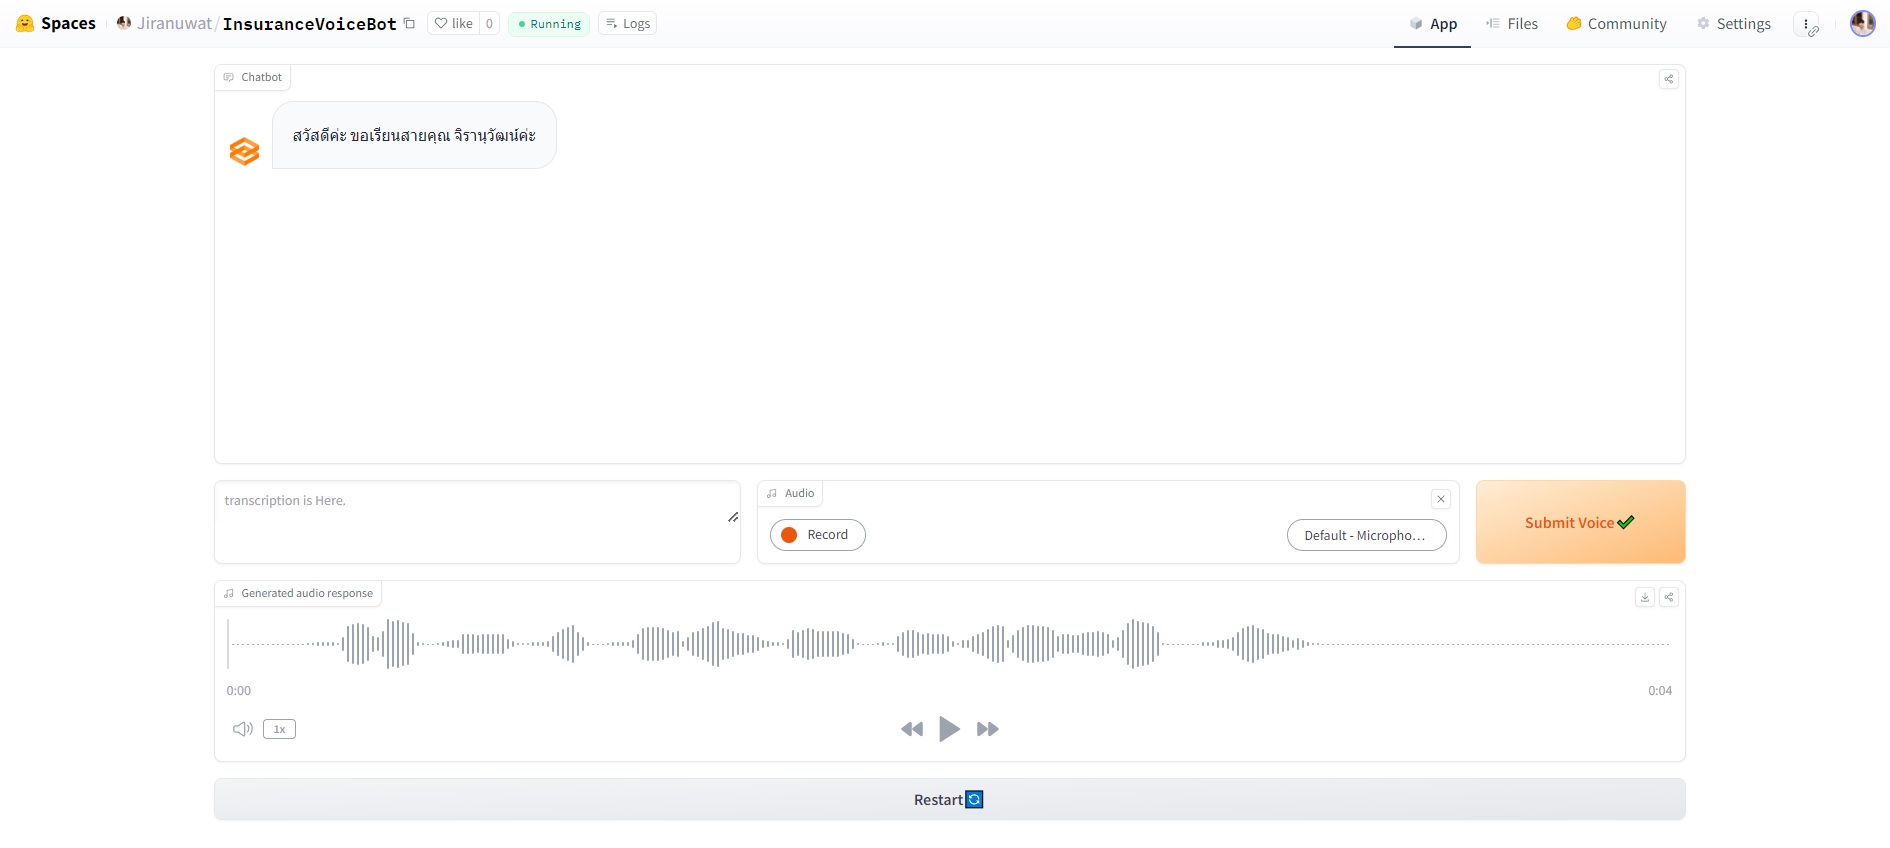 Spaces Jiranuwat/InsuranceVoiceBot like 0 Running Logs App Files Community Settings
Chatbot
สวัสดีค่ะ ขอเรียนสายคุณ จิรานุวัฒน์ค่ะ
transcription is Here.
Audio
Record
Default - Micropho...
Submit Voice
Generated audio response
0:00
0:04
1x
Restart